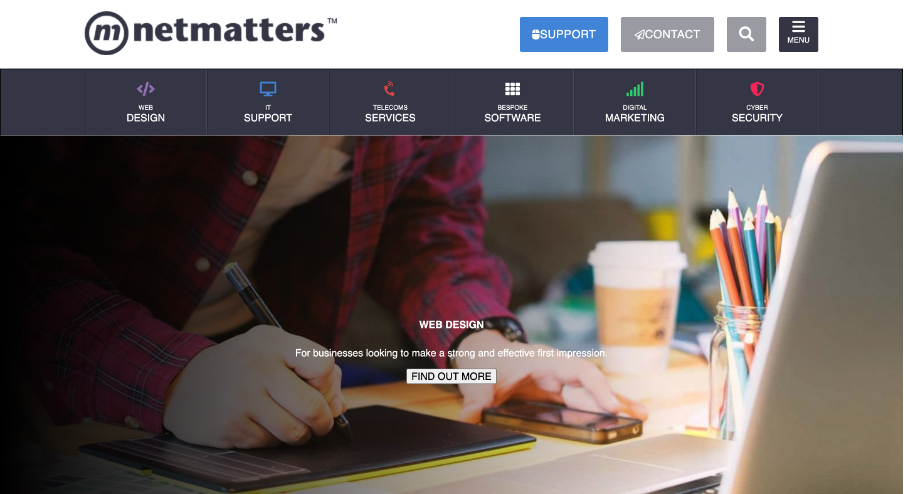 netmatters™
SUPPORT
CONTACT
MENU
WEB
DESIGN
IT
SUPPORT
TELECOMS
SERVICES
BESPOKE
SOFTWARE
DIGITAL
MARKETING
CYBER
SECURITY
WEB DESIGN
For businesses looking to make a strong and effective first impression.
FIND OUT MORE